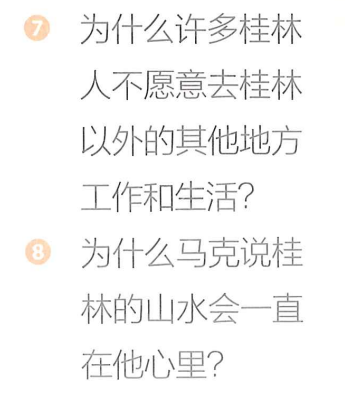 7 为什么许多桂林
人不愿意去桂林
以外的其他地方
工作和生活?
8 为什么马克说桂
林的山水会一直
在他心里?